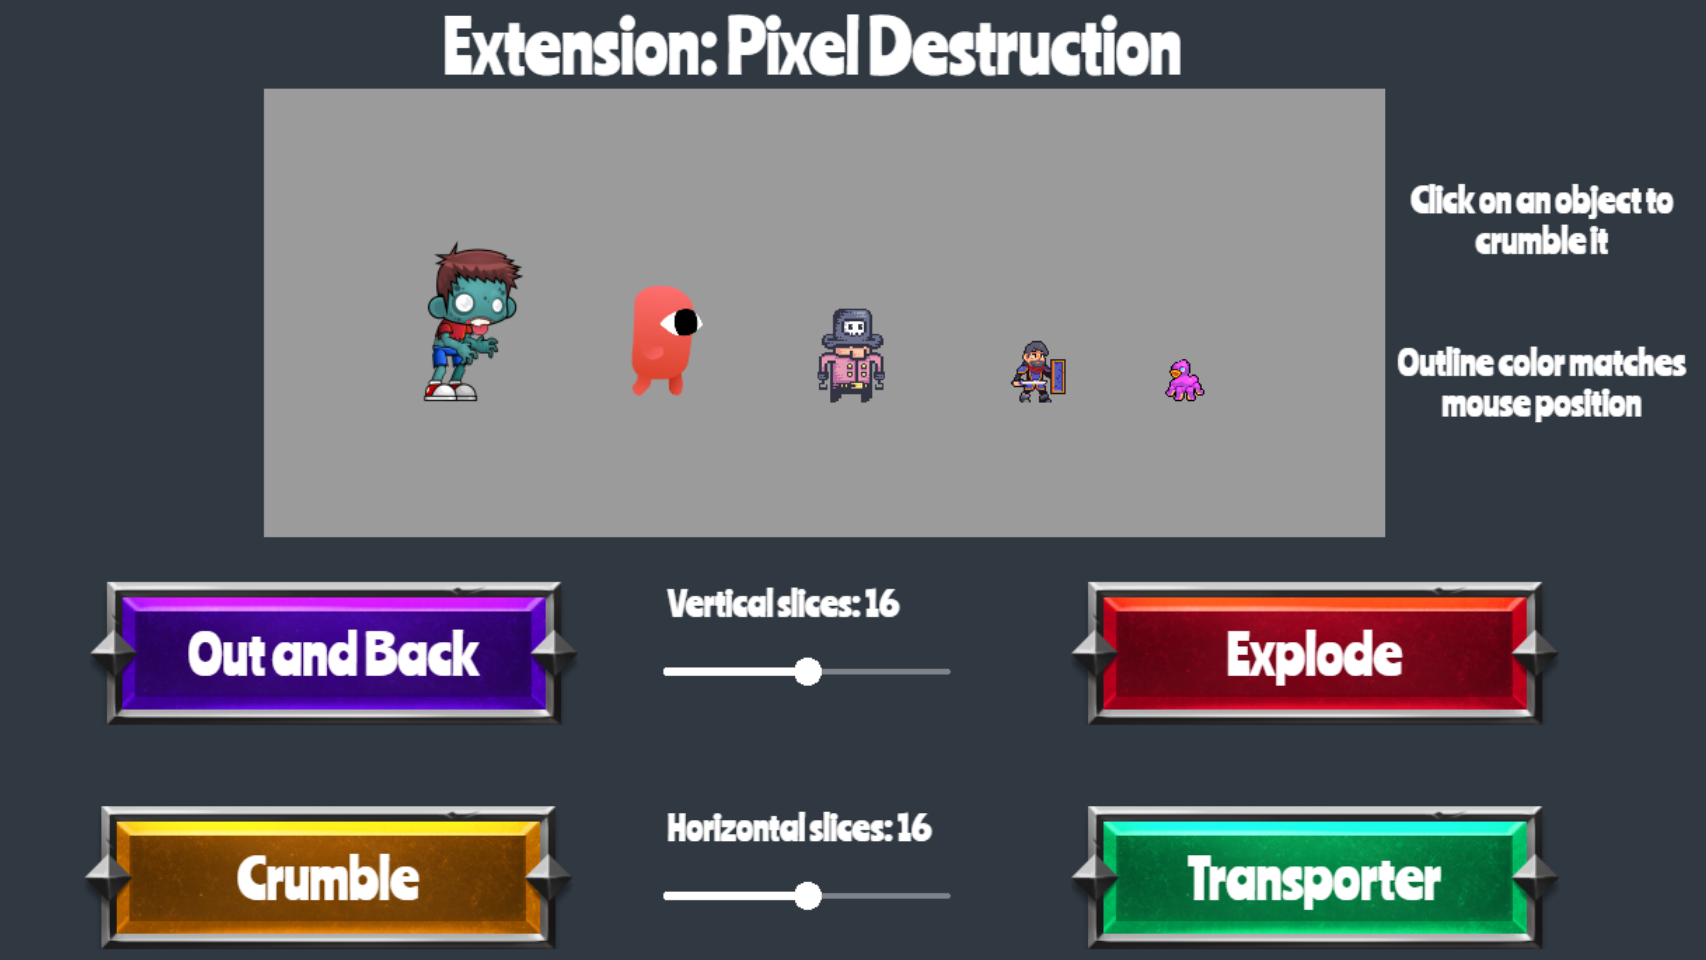 Extension: Pixel Destruction
Click on an object to
crumble it
Outline color matches
mouse position
Out and Back
Vertical slices: 16
Explode
Crumble
Horizontal slices: 16
Transporter